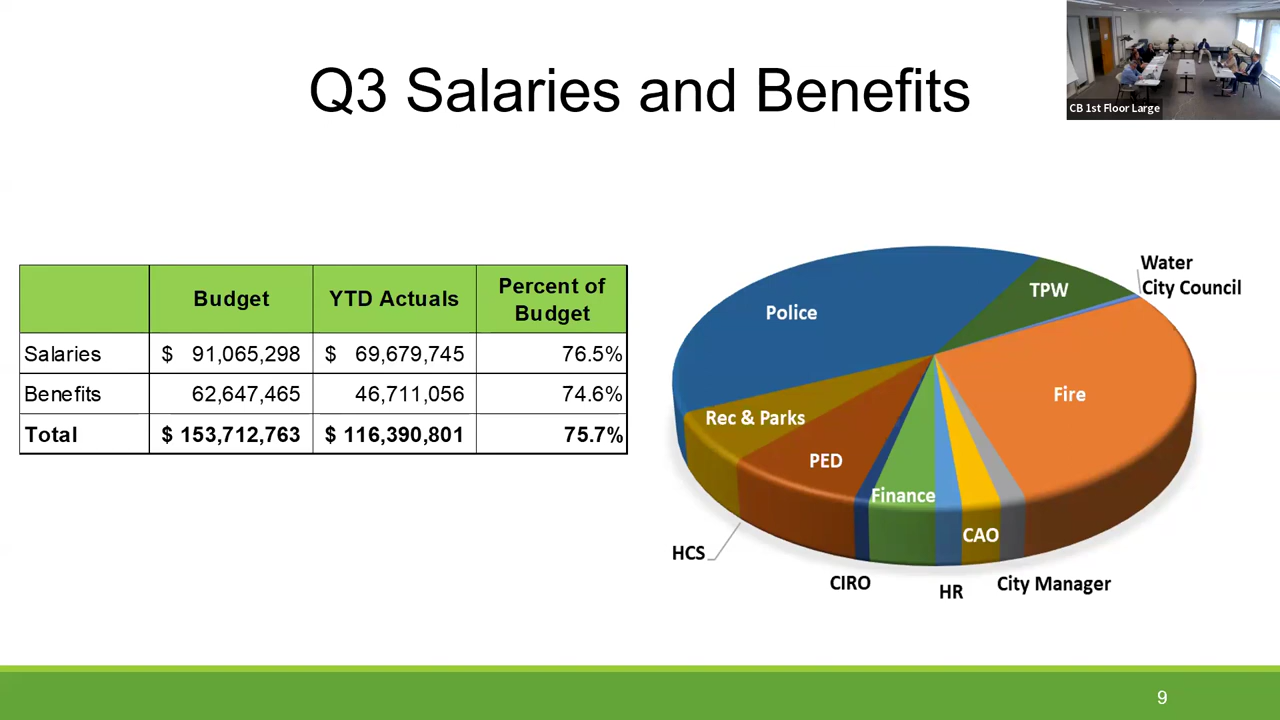 Q3 Salaries and Benefits
CB 1st Floor Large
Budget YTD Actuals Percent of Budget
Salaries $ 91,065,298 $ 69,679,745 76.5%
Benefits 62,647,465 46,711,056 74.6%
Total $ 153,712,763 $ 116,390,801 75.7%
Water
City Council
TPW
Police
Fire
Rec & Parks
PED
Finance
CAO
HCS
CIRO
HR
City Manager
9